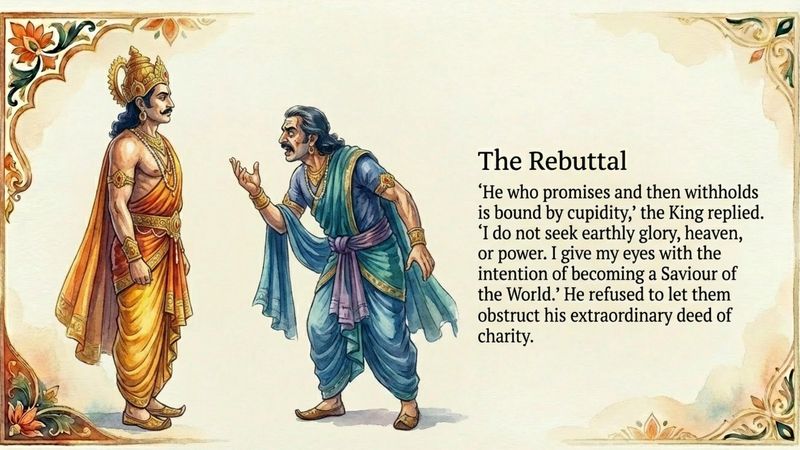 The Rebuttal
‘He who promises and then withholds
is bound by cupidity,’ the King replied.
‘I do not seek earthly glory, heaven,
or power. I give my eyes with the
intention of becoming a Saviour of
the World.’ He refused to let them
obstruct his extraordinary deed of
charity.